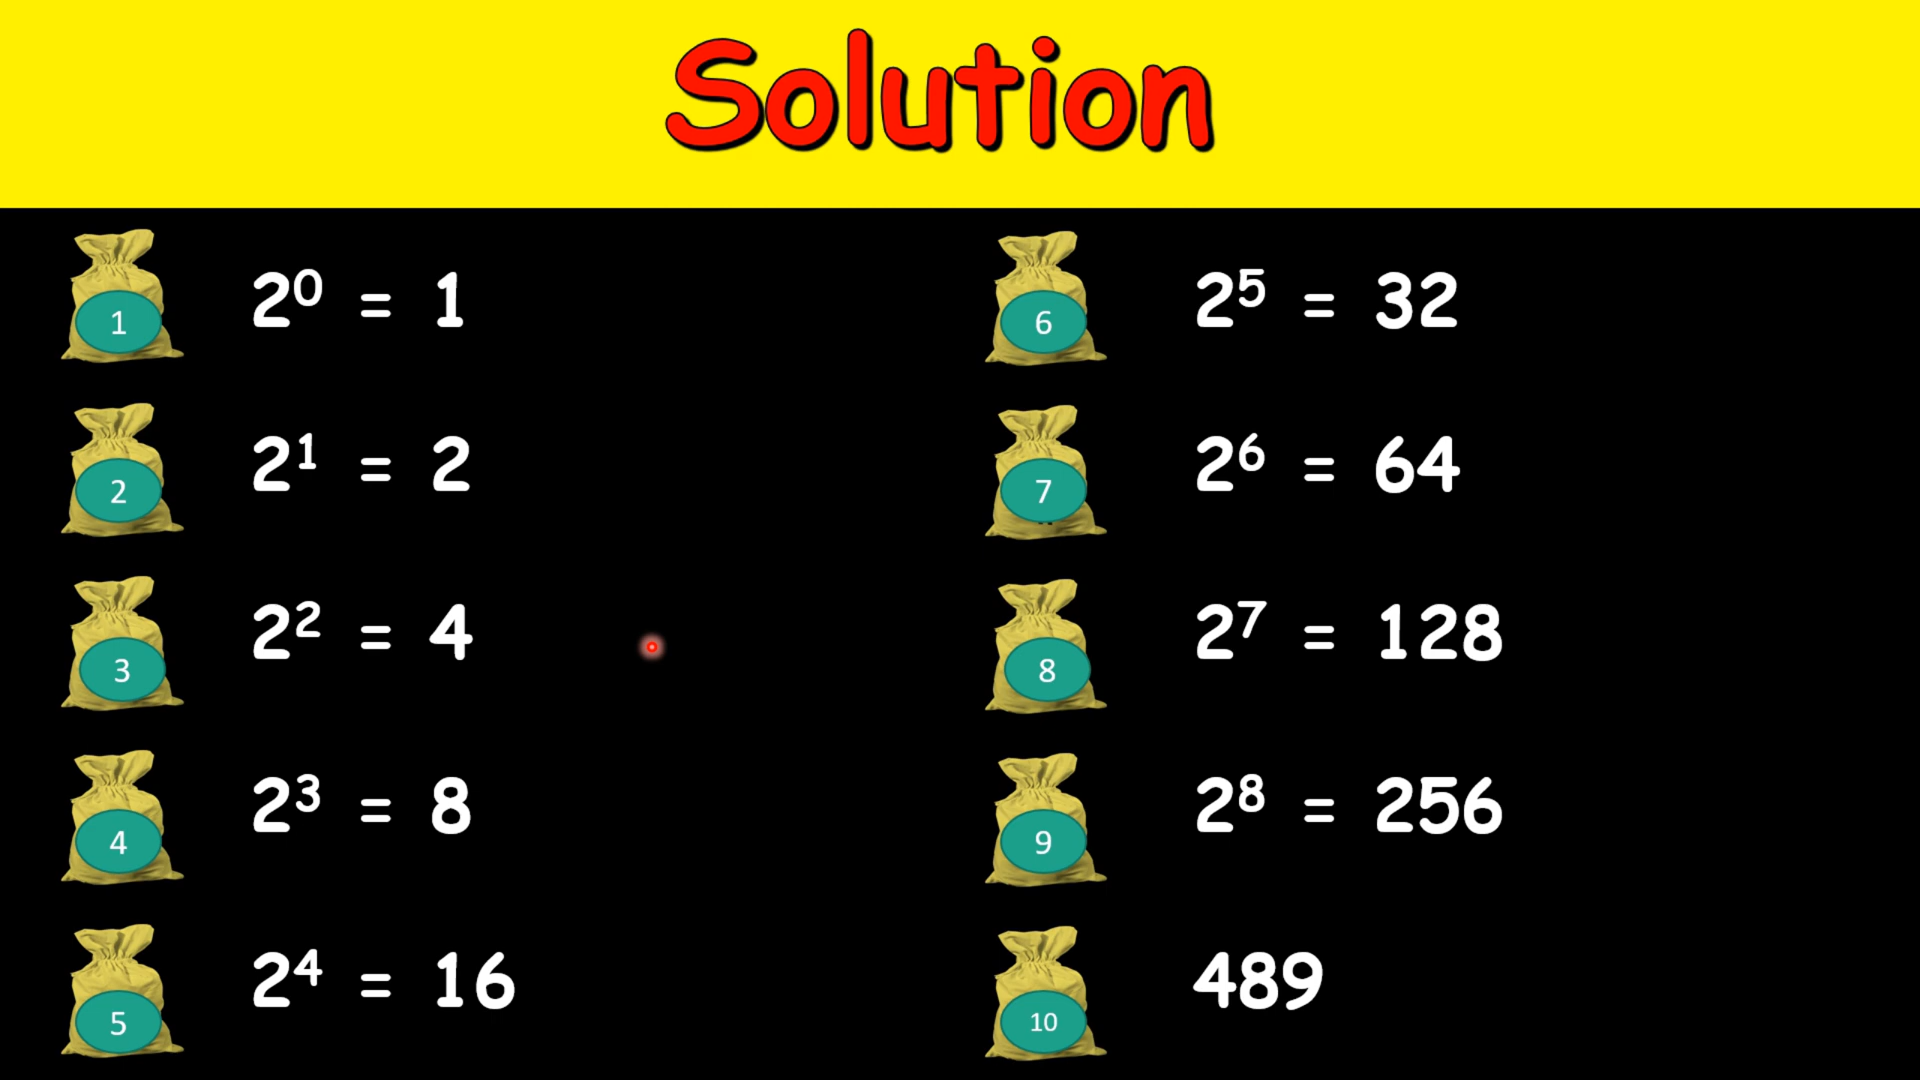 Solution
1 2⁰ = 1
2 2¹ = 2
3 2² = 4
4 2³ = 8
5 2⁴ = 16
6 2⁵ = 32
7 2⁶ = 64
8 2⁷ = 128
9 2⁸ = 256
10 489